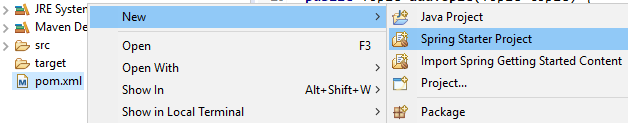 JRE System
Maven De
src
target
pom.xml
New
Open F3
Open With
Show In Alt+Shift+W
Show in Local Terminal
Java Project
Spring Starter Project
Import Spring Getting Started Content
Project...
Package